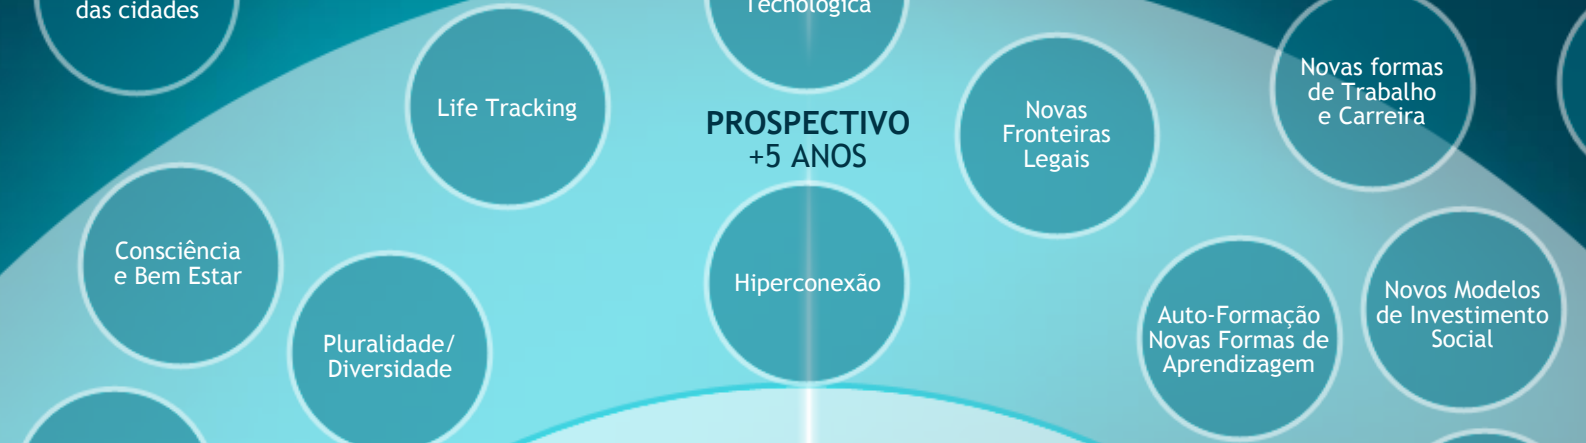 das cidades
Tecnológica
Life Tracking
PROSPECTIVO
+5 ANOS
Novas
Fronteiras
Legais
Novas formas
de Trabalho
e Carreira
Consciência
e Bem Estar
Pluralidade/
Diversidade
Hiperconexão
Auto-Formação
Novas Formas de
Aprendizagem
Novos Modelos
de Investimento
Social